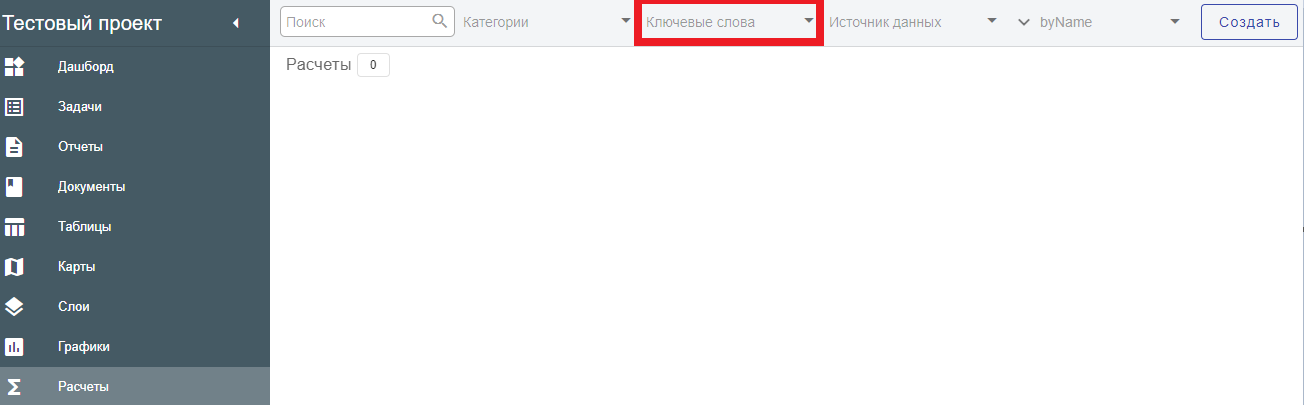 Тестовый проект
Поиск
Категории
Ключевые слова
Источник данных
byName
Создать
Расчеты 0
Дашборд
Задачи
Отчеты
Документы
Таблицы
Карты
Слои
Графики
Расчеты